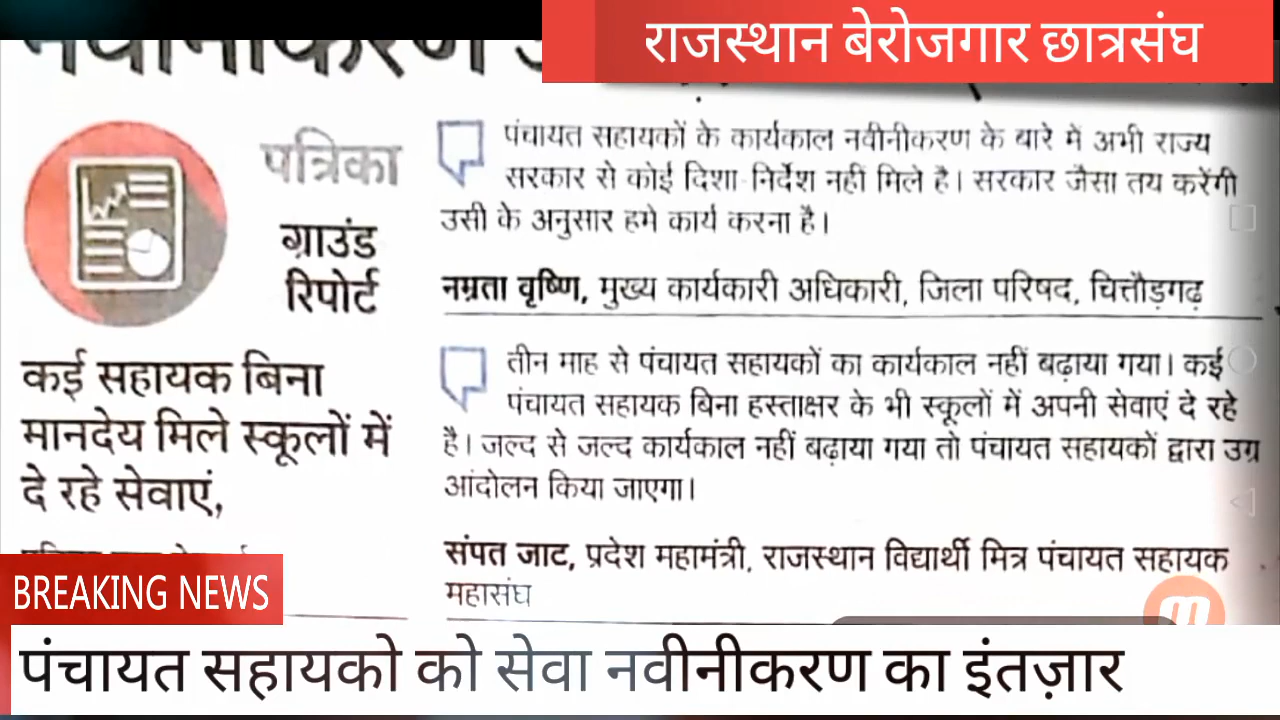 राजस्थान बेरोजगार छात्रसंघ
नवीनीकरण
पत्रिका
ग्राउंड
रिपोर्ट
कई सहायक बिना
मानदेय मिले स्कूलों में
दे रहे सेवाएं,
पंचायत सहायकों के कार्यकाल नवीनीकरण के बारे में अभी राज्य
सरकार से कोई दिशा-निर्देश नहीं मिले है। सरकार जैसा तय करेंगी
उसी के अनुसार हमे कार्य करना है।
नम्रता वृष्णि, मुख्य कार्यकारी अधिकारी, जिला परिषद, चित्तौड़गढ़
तीन माह से पंचायत सहायकों का कार्यकाल नहीं बढ़ाया गया। कई
पंचायत सहायक बिना हस्ताक्षर के भी स्कूलों में अपनी सेवाएं दे रहे
है। जल्द से जल्द कार्यकाल नहीं बढ़ाया गया तो पंचायत सहायकों द्वारा उग्र
आंदोलन किया जाएगा।
संपत जाट, प्रदेश महामंत्री, राजस्थान विद्यार्थी मित्र पंचायत सहायक
महासंघ
BREAKING NEWS
पंचायत सहायको को सेवा नवीनीकरण का इंतज़ार